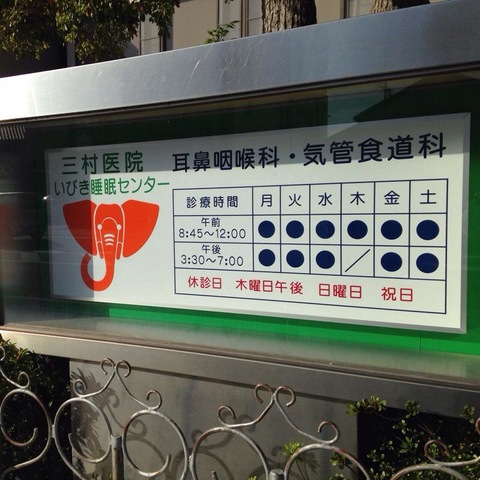 三村医院
いびき睡眠センター
耳鼻咽喉科・気管食道科
診療時間 月 火 水 木 金 土
午前
8:45〜12:00 ● ● ● ● ● ●
午後
3:30〜7:00 ● ● ● ／ ● ●
休診日 木曜日午後 日曜日 祝日